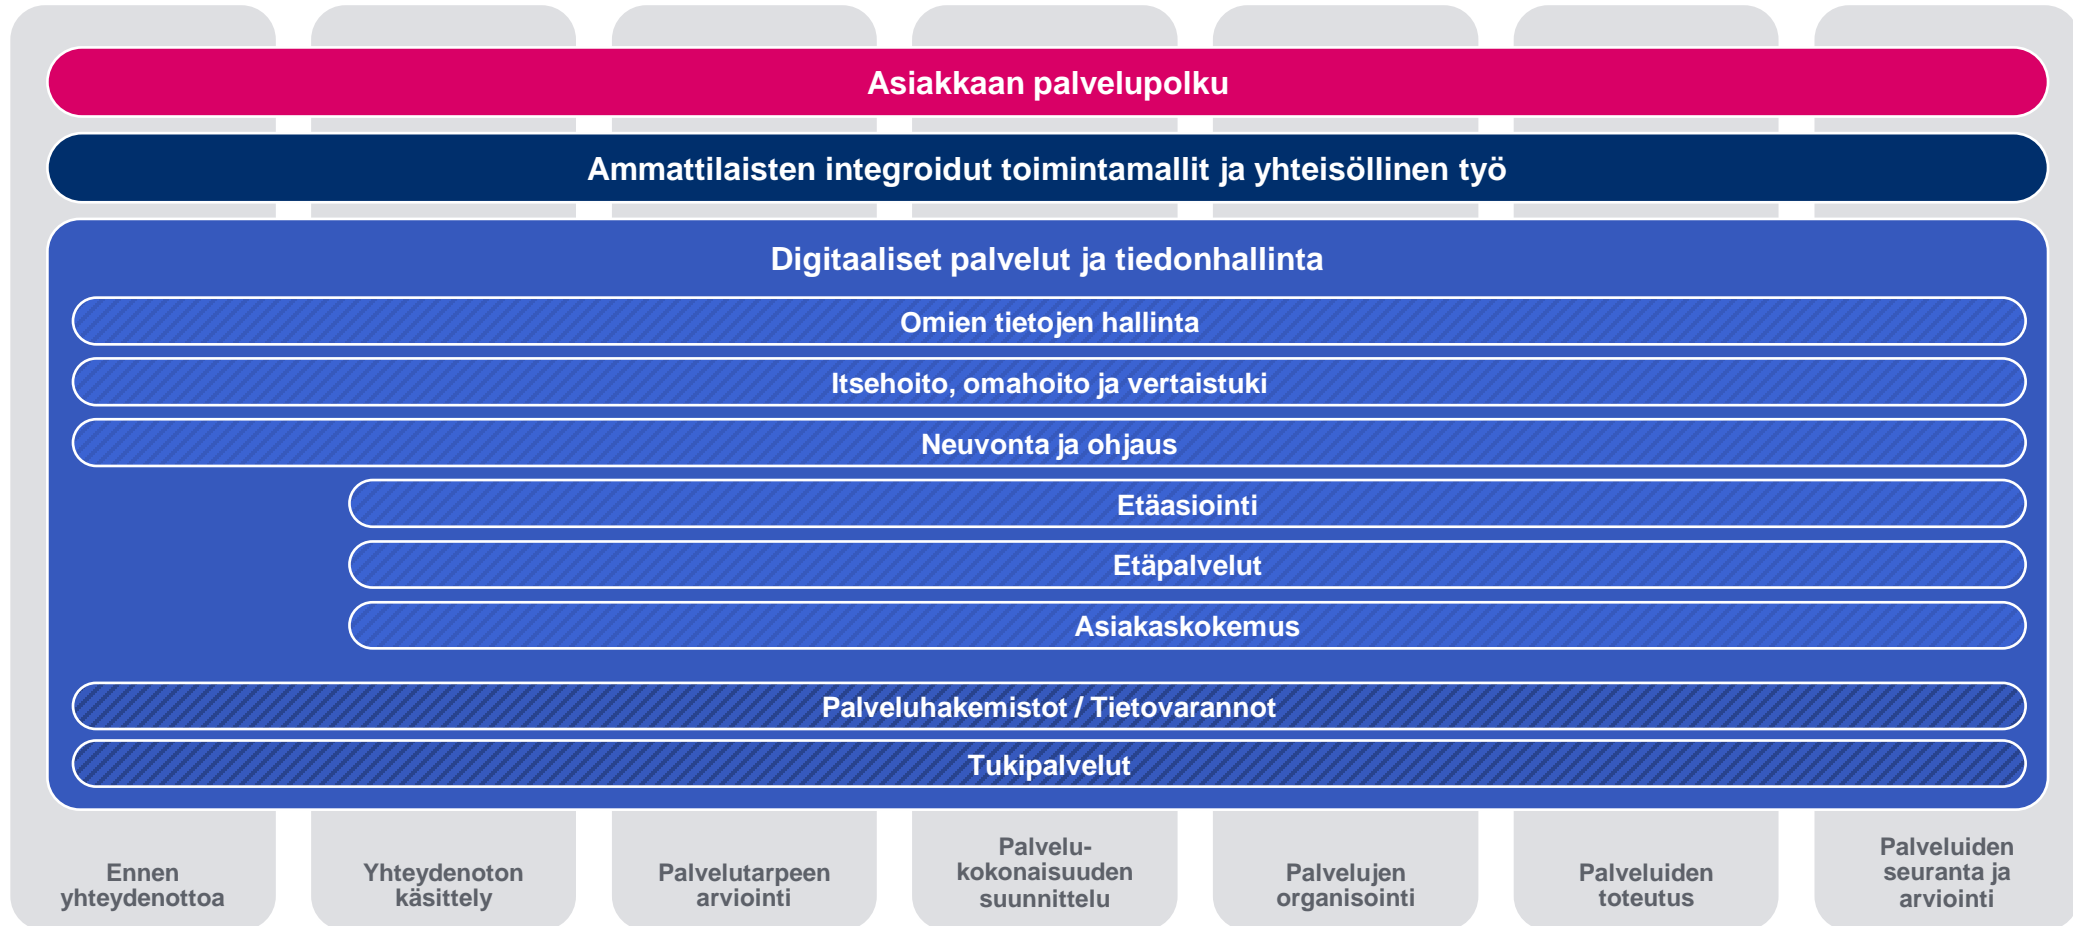 Asiakkaan palvelupolku
Ammattilaisten integroidut toimintamallit ja yhteisöllinen työ
Digitaaliset palvelut ja tiedonhallinta
Omien tietojen hallinta
Itsehoito, omahoito ja vertaistuki
Neuvonta ja ohjaus
Etäasiointi
Etäpalvelut
Asiakaskokemus
Palveluhakemistot / Tietovarannot
Tukipalvelut
Ennen
yhteydenottoa
Yhteydenoton
käsittely
Palvelutarpeen
arviointi
Palvelu-
kokonaisuuden
suunnittelu
Palvelujen
organisointi
Palveluiden
toteutus
Palveluiden
seuranta ja
arviointi